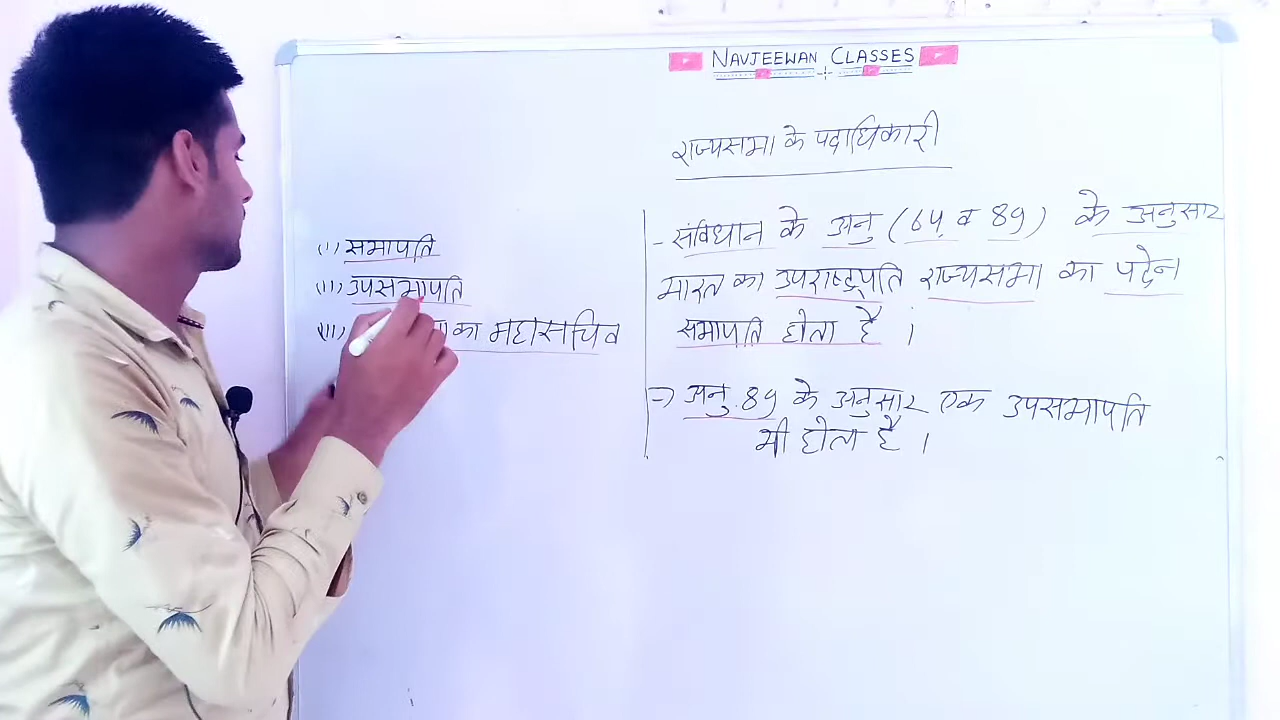 NAVJEEWAN CLASSES
राज्यसभा के पदाधिकारी
(i) सभापति
(ii) उपसभापति
(iii) का महासचिव
- संविधान के अनु (64 व 89) के अनुसार
भारत का उपराष्ट्रपति राज्यसभा का पदेन
सभापति होता है ।
=> अनु. 89 के अनुसार एक उपसभापति
भी होता है ।